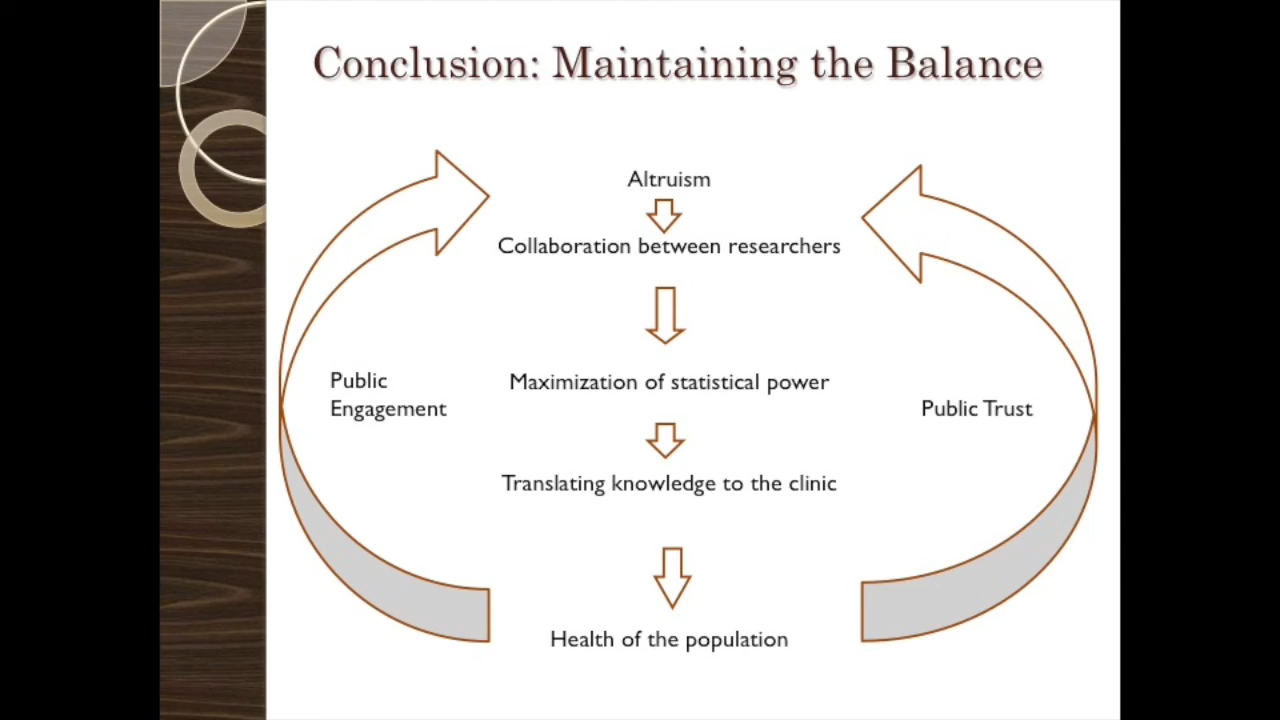 Conclusion: Maintaining the Balance
Altruism
Collaboration between researchers
Public
Engagement
Maximization of statistical power
Public Trust
Translating knowledge to the clinic
Health of the population